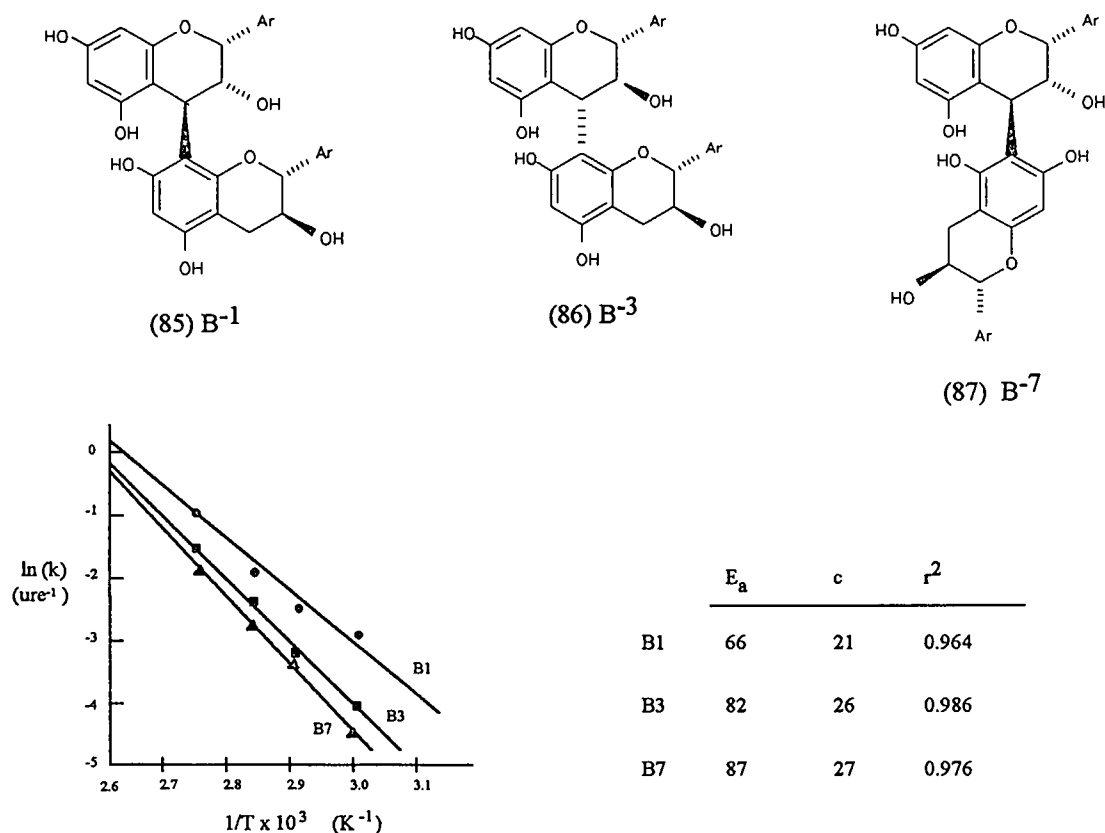 Ar
HO
O
OH
OH
HO
O
Ar
OH
OH
(85) B-1
Ar
HO
O
OH
OH
HO
O
Ar
OH
OH
(86) B-3
Ar
HO
O
OH
OH
HO
OH
O
HO
Ar
(87) B-7
0
-1
-2
-3
-4
-5
ln (k)
(ure-1)
B1
B3
B7
2.6 2.7 2.8 2.9 3.0 3.1
1/T x 10^3 (K-1)
Ea c r^2
B1 66 21 0.964
B3 82 26 0.986
B7 87 27 0.976